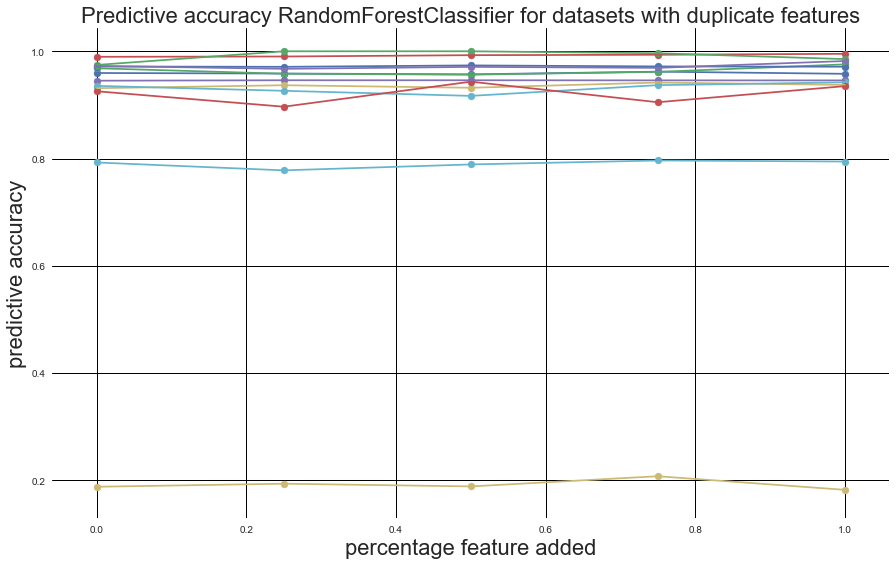 Predictive accuracy RandomForestClassifier for datasets with duplicate features
predictive accuracy
1.0
0.8
0.6
0.4
0.2
0.0 0.2 0.4 0.6 0.8 1.0
percentage feature added